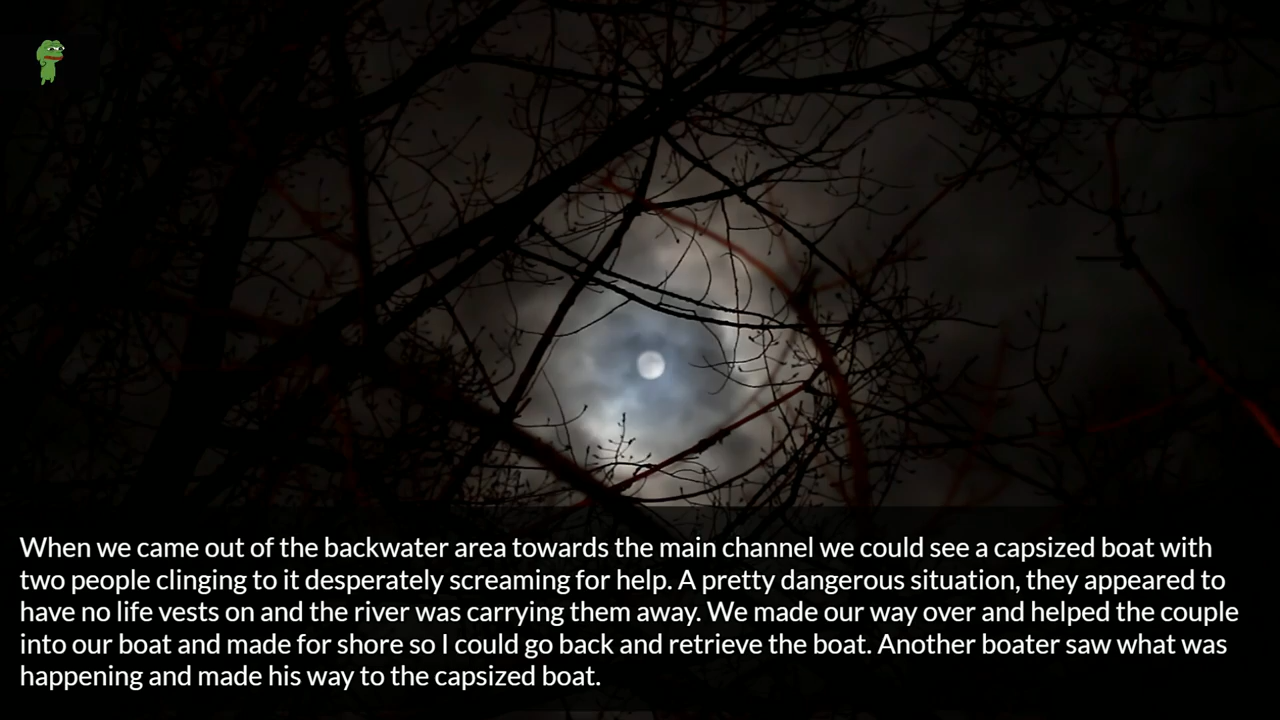 When we came out of the backwater area towards the main channel we could see a capsized boat with
two people clinging to it desperately screaming for help. A pretty dangerous situation, they appeared to
have no life vests on and the river was carrying them away. We made our way over and helped the couple
into our boat and made for shore so I could go back and retrieve the boat. Another boater saw what was
happening and made his way to the capsized boat.